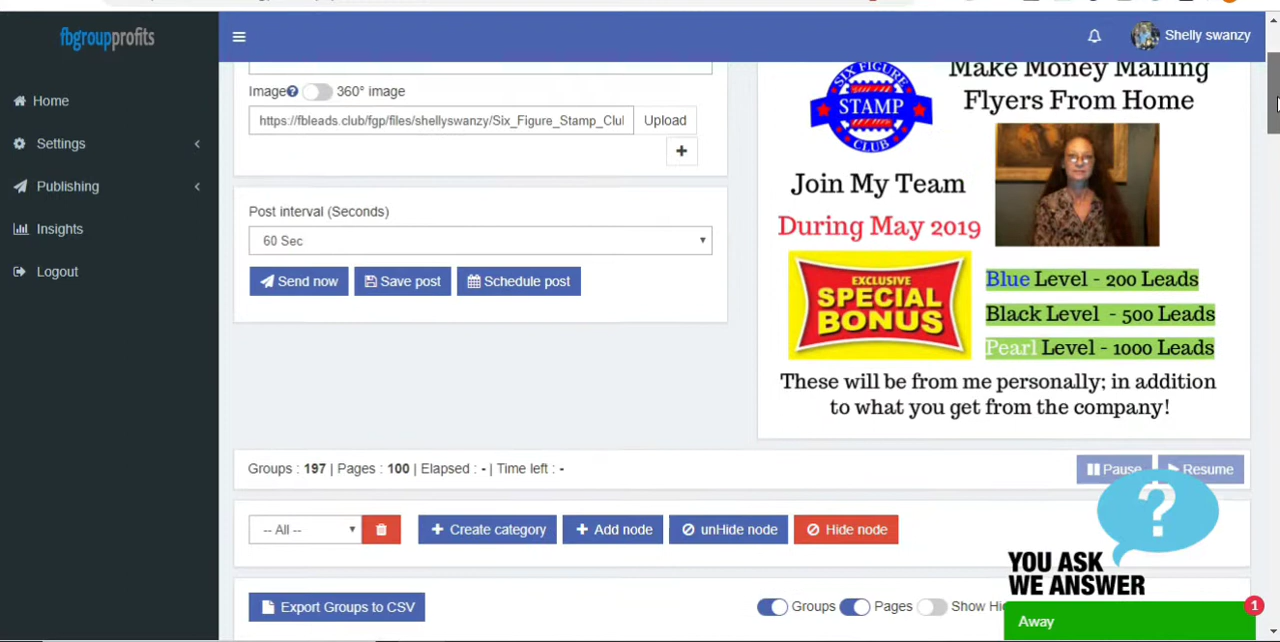 fbgroupprofits
Shelly swanzy
Home
Settings
Publishing
Insights
Logout
Image 360° image
https://fbleads.club/fgp/files/shellyswanzy/Six_Figure_Stamp_Clul
Upload
+
Post interval (Seconds)
60 Sec
Send now
Save post
Schedule post
SIX FIGURE
STAMP
CLUB
Make Money Mailing
Flyers From Home
Join My Team
During May 2019
EXCLUSIVE
SPECIAL
BONUS
Blue Level - 200 Leads
Black Level - 500 Leads
Pearl Level - 1000 Leads
These will be from me personally; in addition
to what you get from the company!
Groups : 197 | Pages : 100 | Elapsed : - | Time left : -
Pause
Resume
-- All --
+ Create category
+ Add node
unHide node
Hide node
?
YOU ASK
WE ANSWER
Export Groups to CSV
Groups
Pages
Show Hi
1
Away